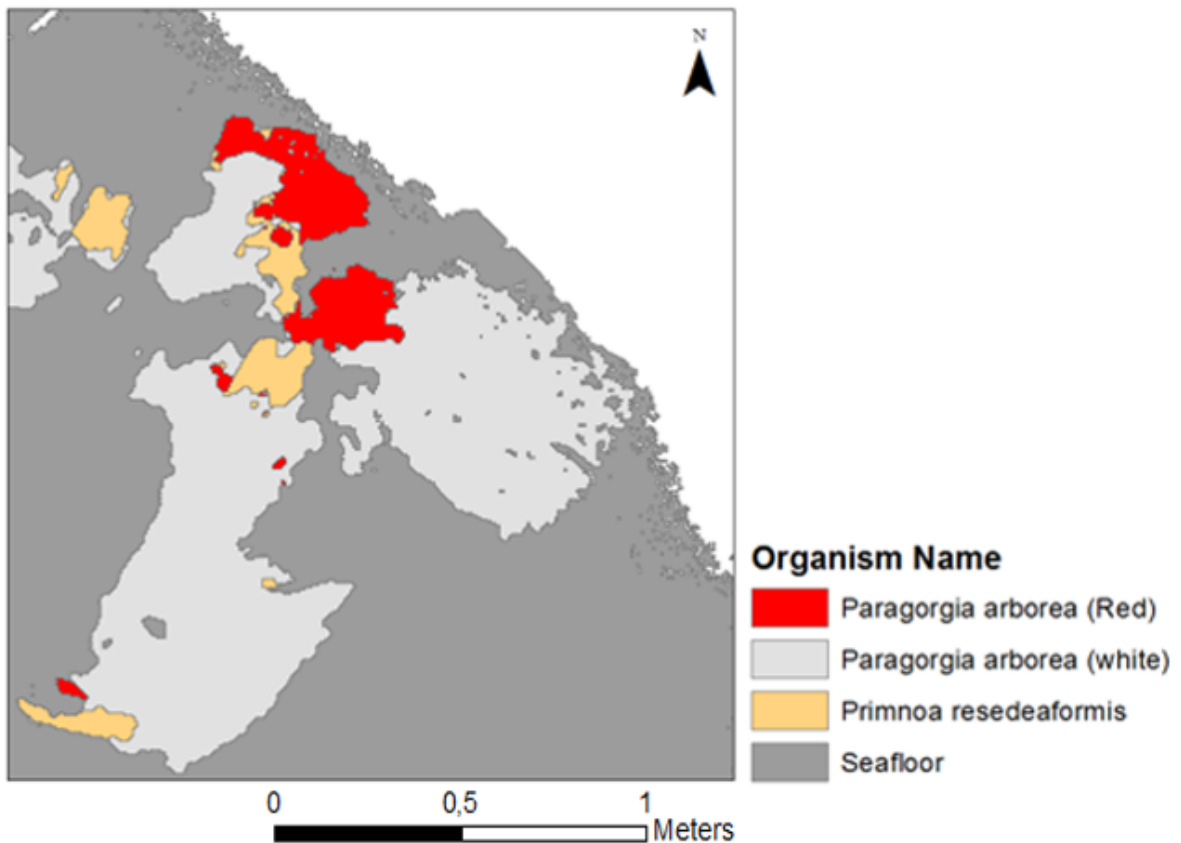 N
Organism Name
Paragorgia arborea (Red)
Paragorgia arborea (white)
Primnoa resedeaformis
Seafloor
0 0,5 1
Meters